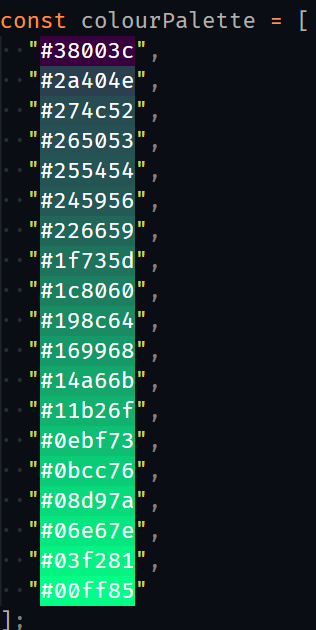 const colourPalette = [
"#38003c",
"#2a404e",
"#274c52",
"#265053",
"#255454",
"#245956",
"#226659",
"#1f735d",
"#1c8060",
"#198c64",
"#169968",
"#14a66b",
"#11b26f",
"#0ebf73",
"#0bcc76",
"#08d97a",
"#06e67e",
"#03f281",
"#00ff85"
];